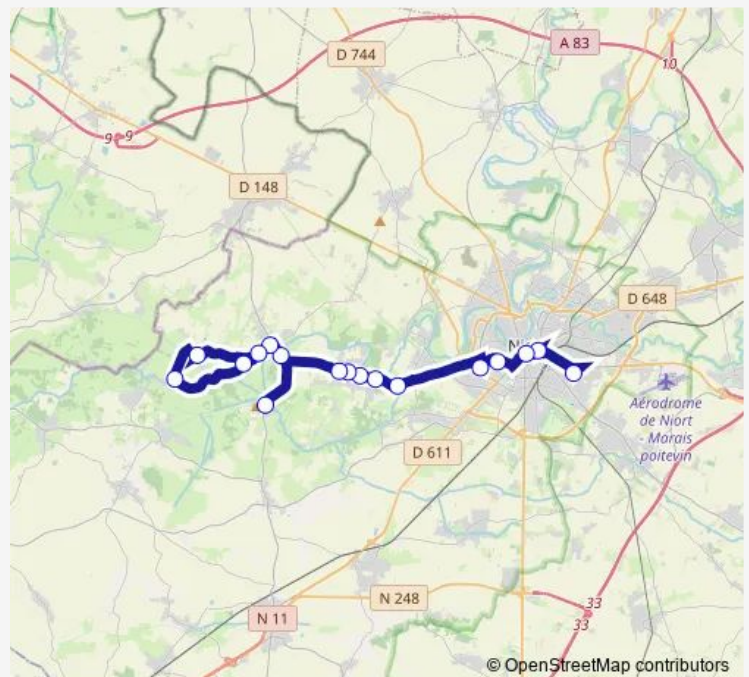 A 83
D 744
10
9 9
D 148
D 648
Aérodrome
de Niort
- Marais
poitevin
D 611
N 248
33
33
N 11
© OpenStreetMap contributors